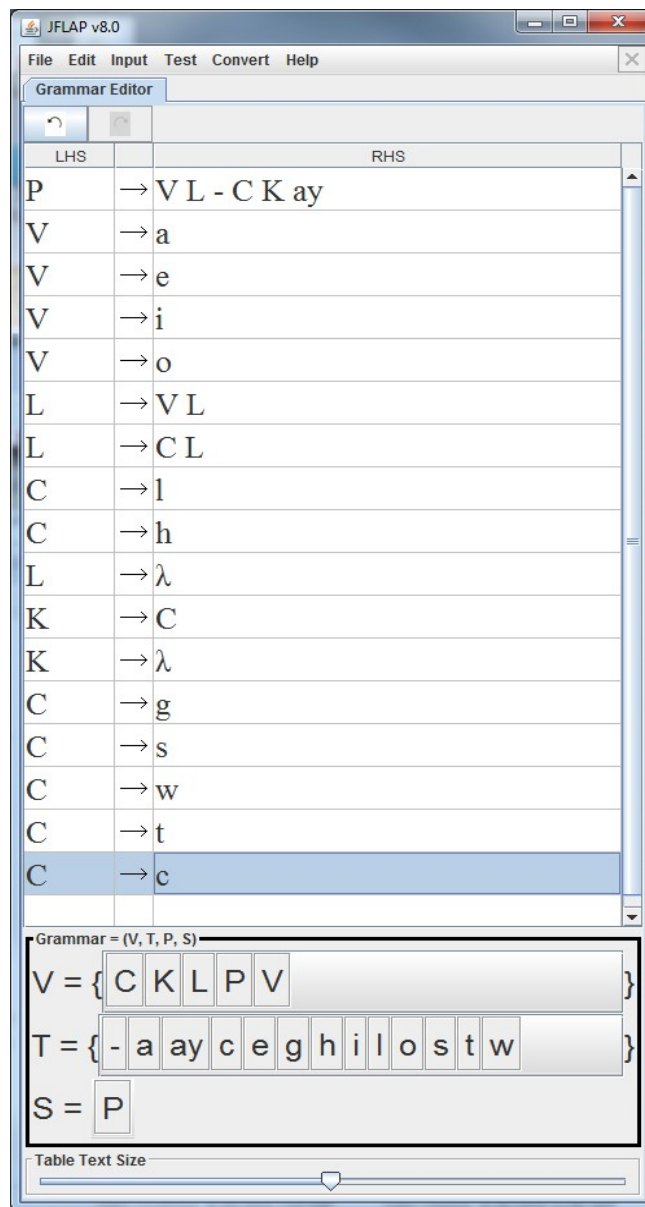 JFLAP v8.0
File Edit Input Test Convert Help
Grammar Editor
LHS RHS
P → V L - C K ay
V → a
V → e
V → i
V → o
L → V L
L → C L
C → l
C → h
L → λ
K → C
K → λ
C → g
C → s
C → w
C → t
C → c
Grammar = (V, T, P, S)
V = { C K L P V }
T = { - a ay c e g h i l o s t w }
S = P
Table Text Size